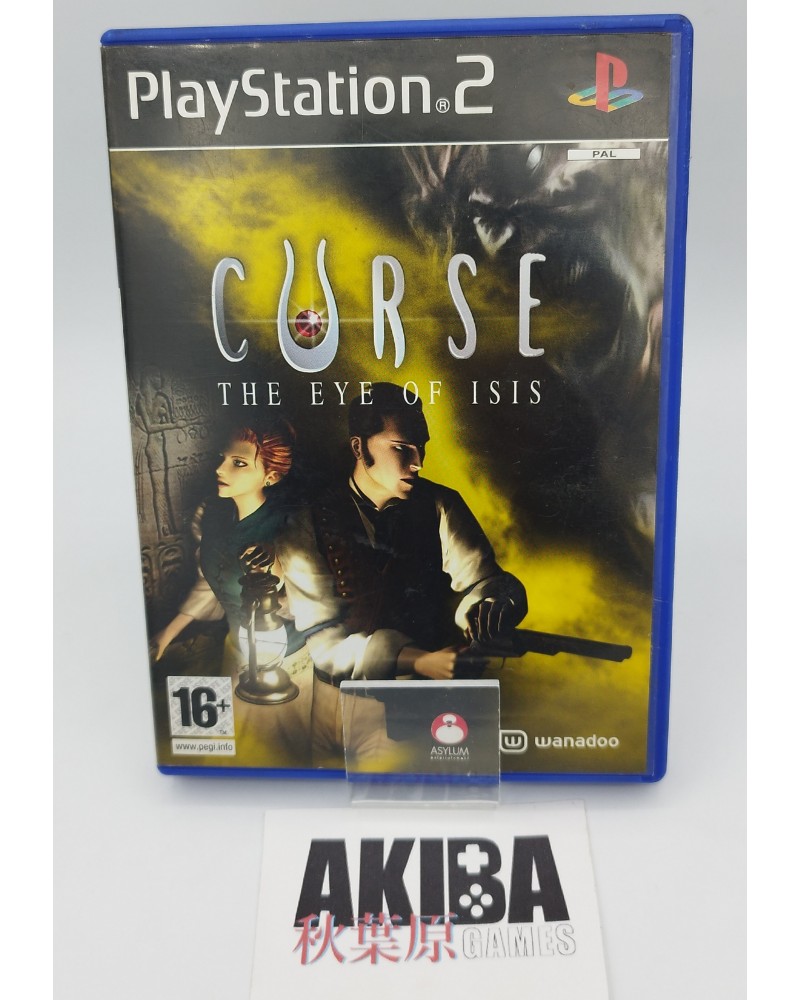 PlayStation®2
PAL
CURSE
THE EYE OF ISIS
16+
www.pegi.info
ASYLUM
entertainment
wanadoo
AKIBA
秋葉原 GAMES